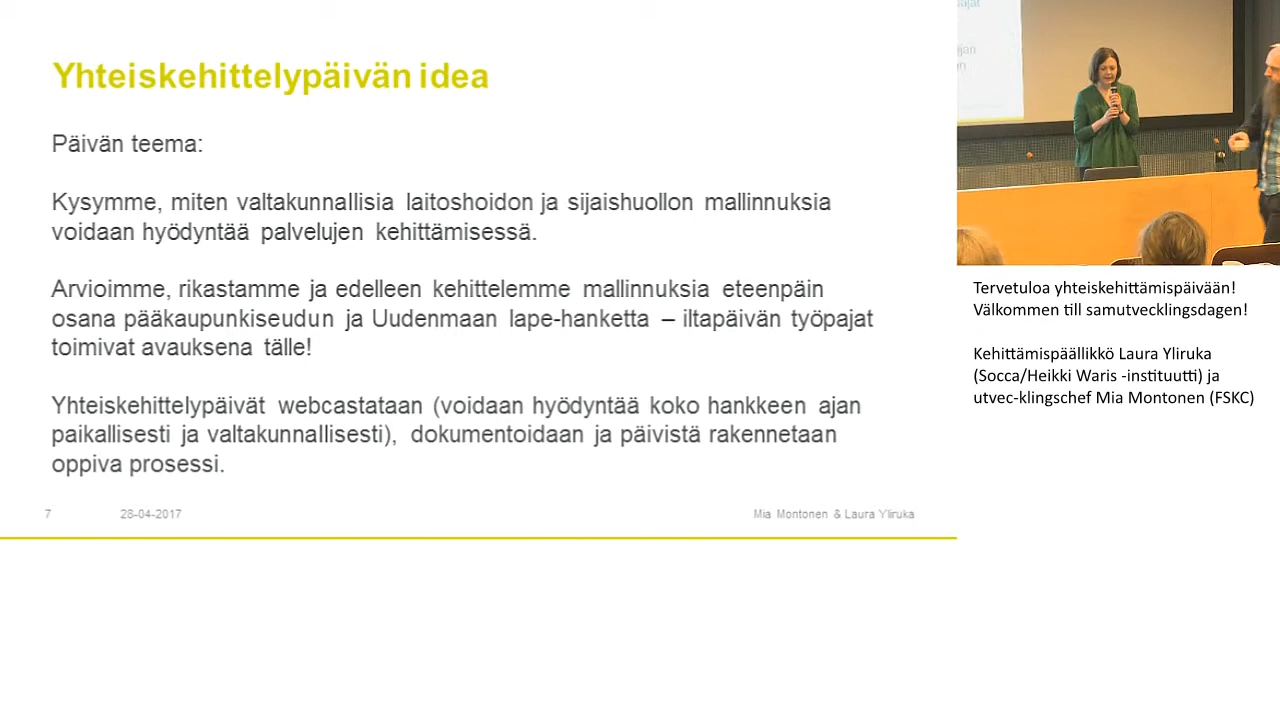 Yhteiskehittelypäivän idea
Päivän teema:
Kysymme, miten valtakunnallisia laitoshoidon ja sijaishuollon mallinnuksia
voidaan hyödyntää palvelujen kehittämisessä.
Arvioimme, rikastamme ja edelleen kehittelemme mallinnuksia eteenpäin
osana pääkaupunkiseudun ja Uudenmaan lape-hanketta – iltapäivän työpajat
toimivat avauksena tälle!
Yhteiskehittelypäivät webcastataan (voidaan hyödyntää koko hankkeen ajan
paikallisesti ja valtakunnallisesti), dokumentoidaan ja päivistä rakennetaan
oppiva prosessi.
7 28-04-2017 Mia Montonen & Laura Yliruka
Tervetuloa yhteiskehittämispäivään!
Välkommen till samutvecklingsdagen!
Kehittämispäällikkö Laura Yliruka
(Socca/Heikki Waris -instituutti) ja
utvec-klingschef Mia Montonen (FSKC)